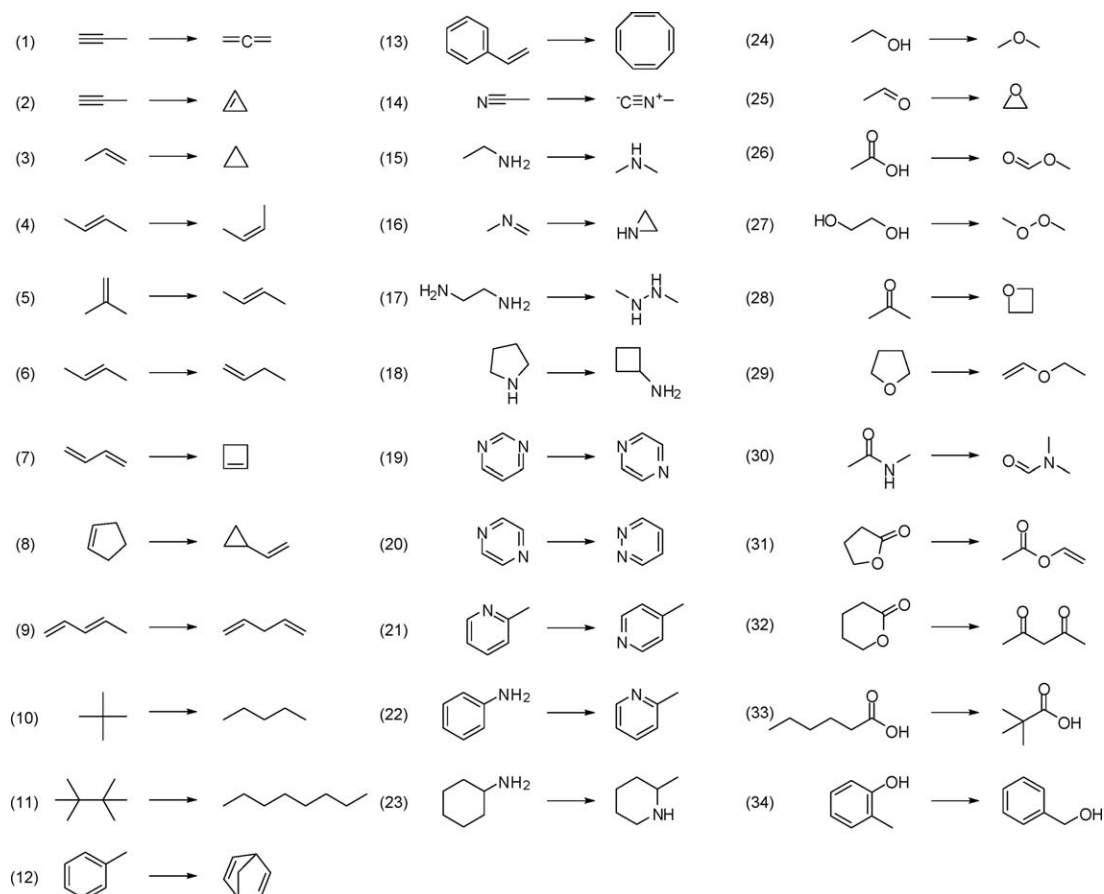 (1) C
(2)
(3)
(4)
(5)
(6)
(7)
(8)
(9)
(10)
(11)
(12)
(13)
(14) N ⁻C N⁺
(15) NH₂ H N
(16) N HN
(17) H₂N NH₂ N H H N
(18) N H NH₂
(19) N N N N
(20) N N N N
(21) N N
(22) NH₂ N
(23) NH₂ NH
(24) OH O
(25) O O
(26) O OH O O
(27) HO OH O O
(28) O O
(29) O O
(30) O N H O N
(31) O O O O
(32) O O O O
(33) O OH O OH
(34) OH OH